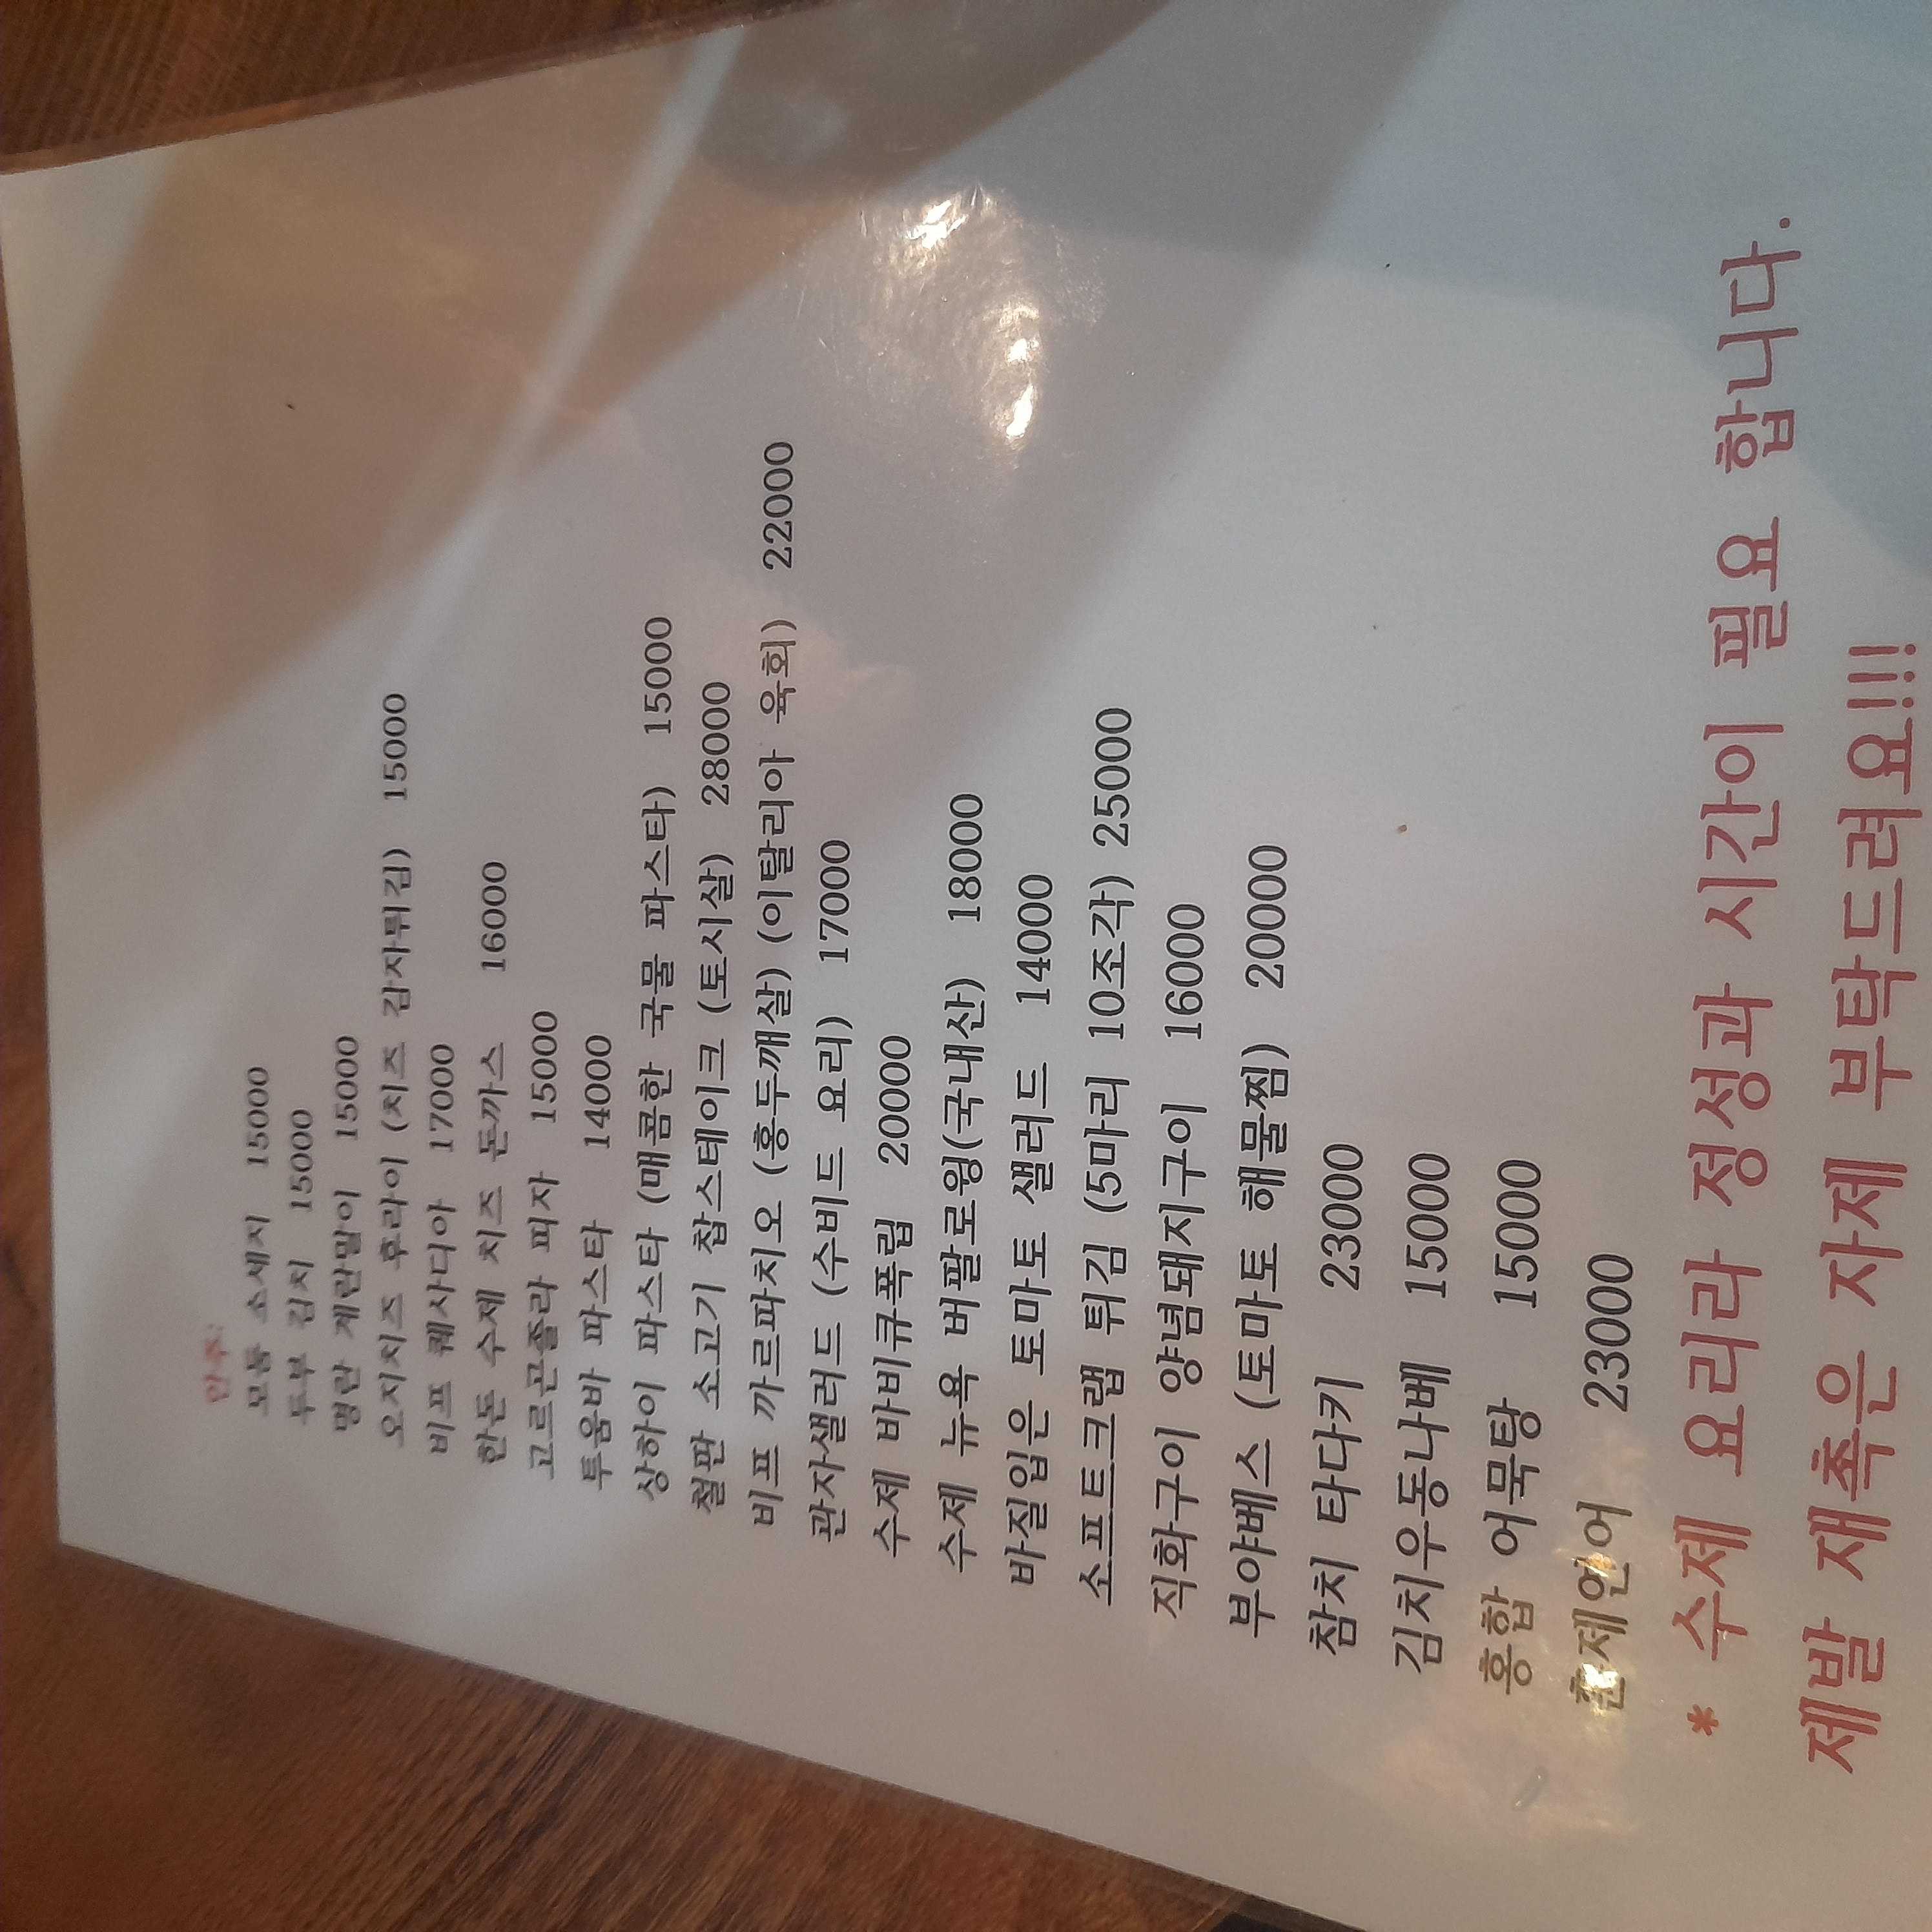 안주:
모둠 소세지 15000
두부 김치 15000
명란 계란말이 15000
오지치즈 후라이 (치즈 감자튀김) 15000
비프 퀘사디아 17000
한돈 수제 치즈 돈까스 16000
고르곤졸라 피자 15000
투움바 파스타 14000
상하이 파스타 (매콤한 국물 파스타) 15000
철판 소고기 찹스테이크 (토시살) 28000
비프 까르파치오 (홍두깨살) (이탈리아 육회) 22000
관자샐러드 (수비드 요리) 17000
수제 바비큐폭립 20000
수제 뉴욕 버팔로윙(국내산) 18000
바질입은 토마토 샐러드 14000
소프트크랩 튀김 (5마리 10조각) 25000
직화구이 양념돼지구이 16000
부야베스 (토마토 해물찜) 20000
참치 타다키 23000
김치우동나베 15000
홍합 어묵탕 15000
훈제연어 23000
* 수제 요리라 정성과 시간이 필요 합니다.
제발 재촉은 자제 부탁드려요!!!